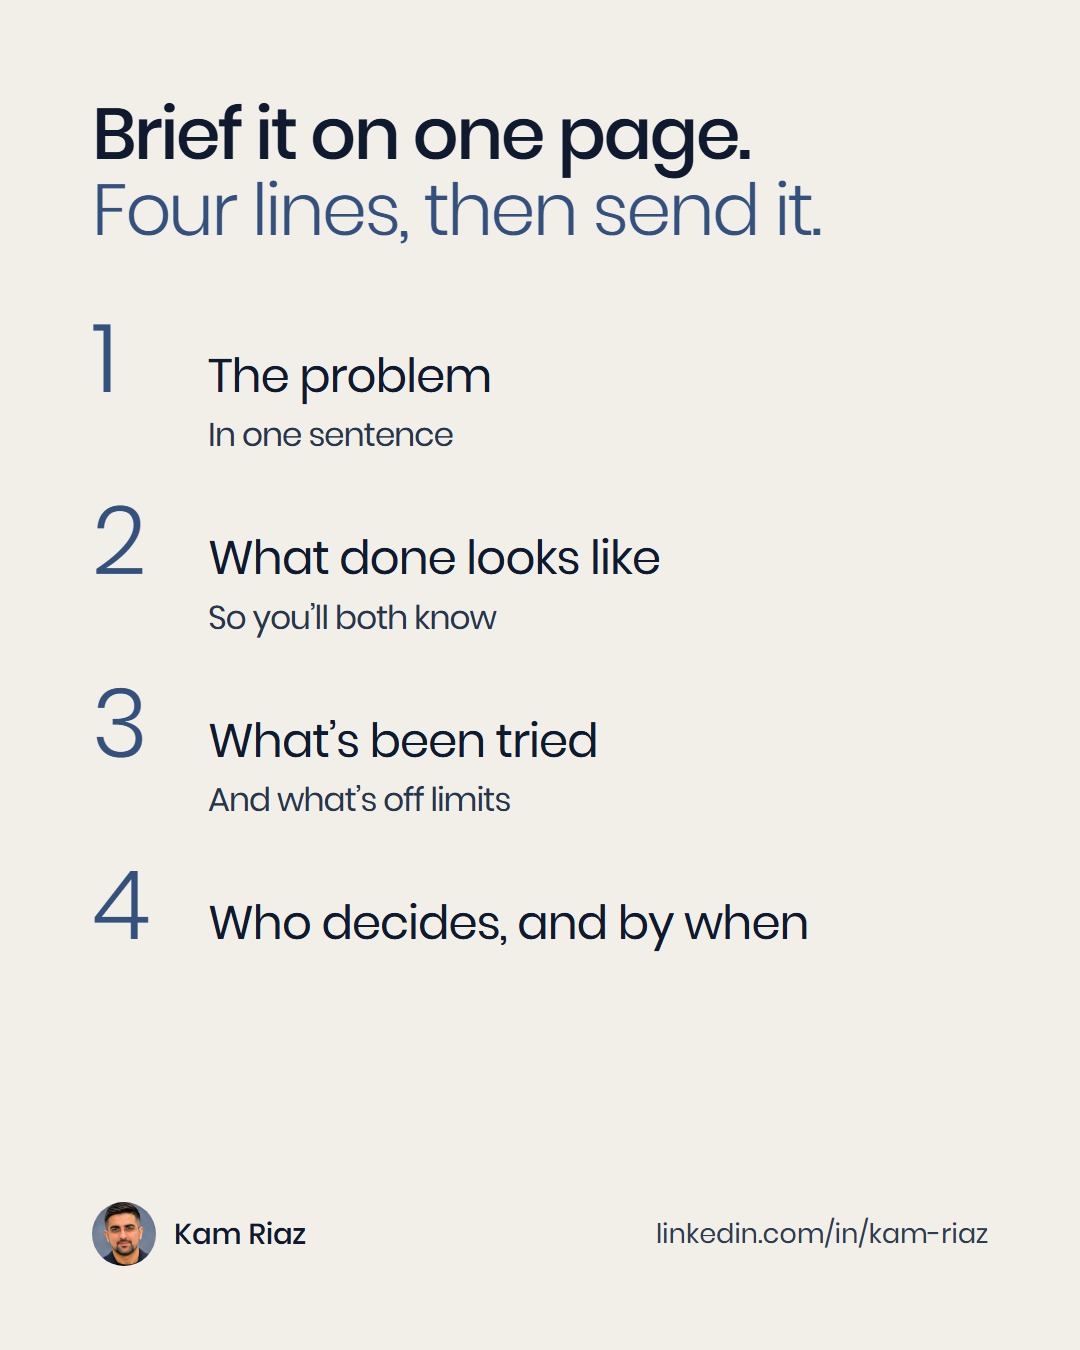 Brief it on one page.
Four lines, then send it.
1
The problem
In one sentence
2
What done looks like
So you’ll both know
3
What’s been tried
And what’s off limits
4
Who decides, and by when
Kam Riaz
linkedin.com/in/kam-riaz